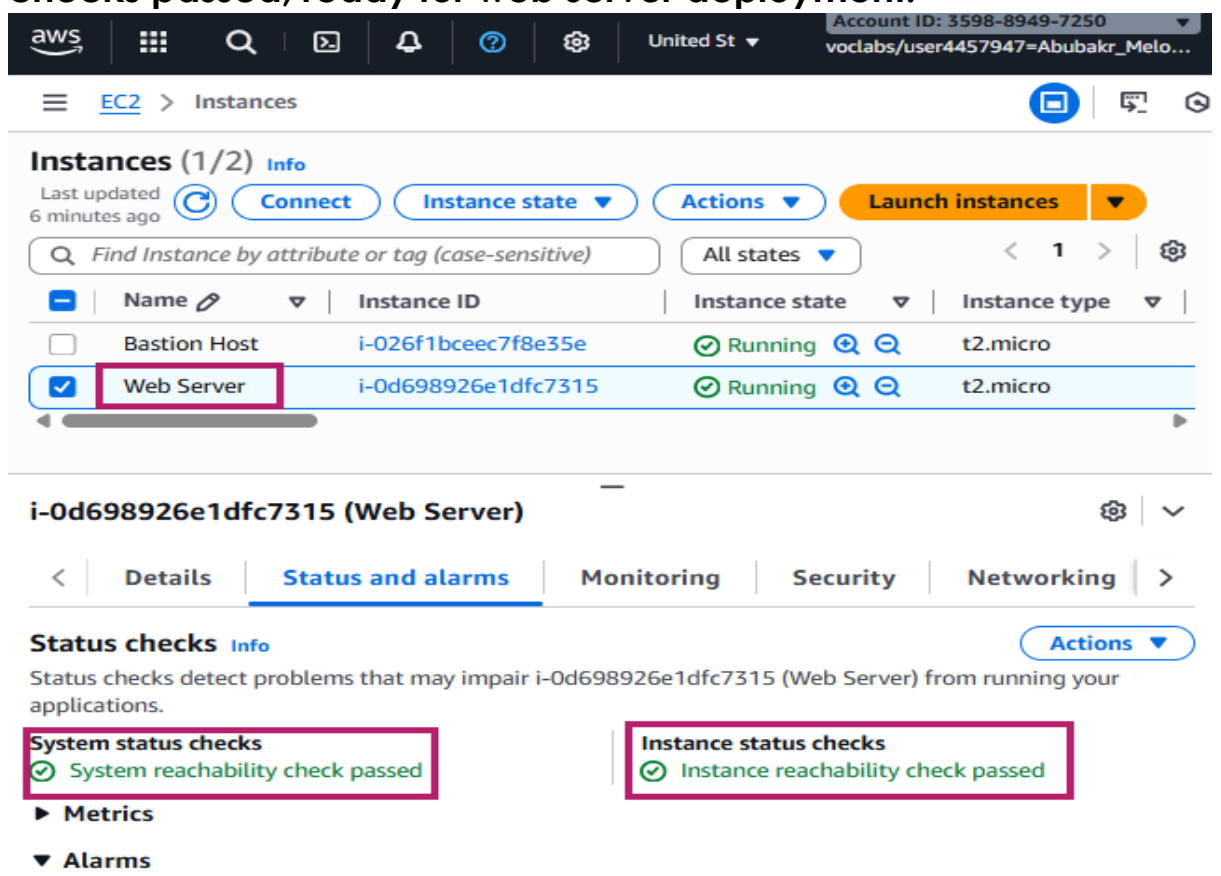 checks passed, ready for web server deployment.
aws
United St
Account ID: 3598-8949-7250
voclabs/user4457947=Abubakr_Melo...
EC2 > Instances
Instances (1/2) Info
Last updated
6 minutes ago
Connect
Instance state
Actions
Launch instances
Find Instance by attribute or tag (case-sensitive)
All states
< 1 >
Name
Instance ID
Instance state
Instance type
Bastion Host
i-026f1bceec7f8e35e
Running
t2.micro
Web Server
i-0d698926e1dfc7315
Running
t2.micro
i-0d698926e1dfc7315 (Web Server)
Details
Status and alarms
Monitoring
Security
Networking
Status checks Info
Actions
Status checks detect problems that may impair i-0d698926e1dfc7315 (Web Server) from running your
applications.
System status checks
Instance status checks
System reachability check passed
Instance reachability check passed
Metrics
Alarms